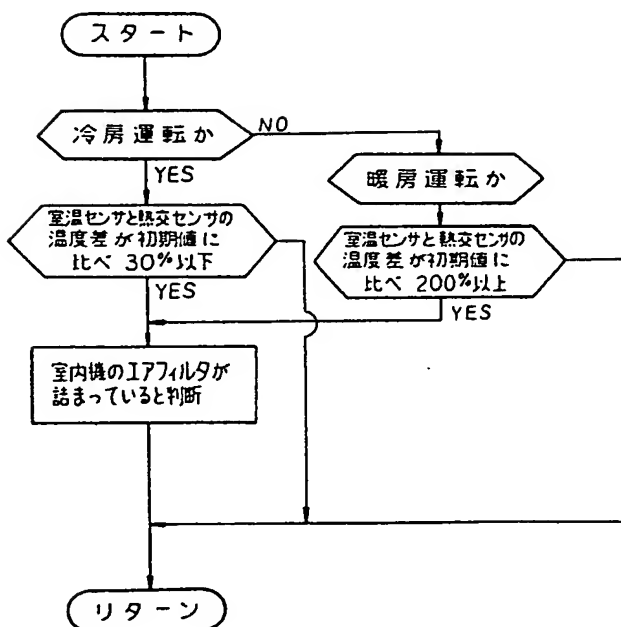 スタート
冷房運転か
NO
YES
暖房運転か
室温センサと熱交センサの
温度差が初期値に
比べ 30%以下
YES
室温センサと熱交センサの
温度差が初期値に
比べ 200%以上
YES
室内機のエアフィルタが
詰まっていると判断
リターン